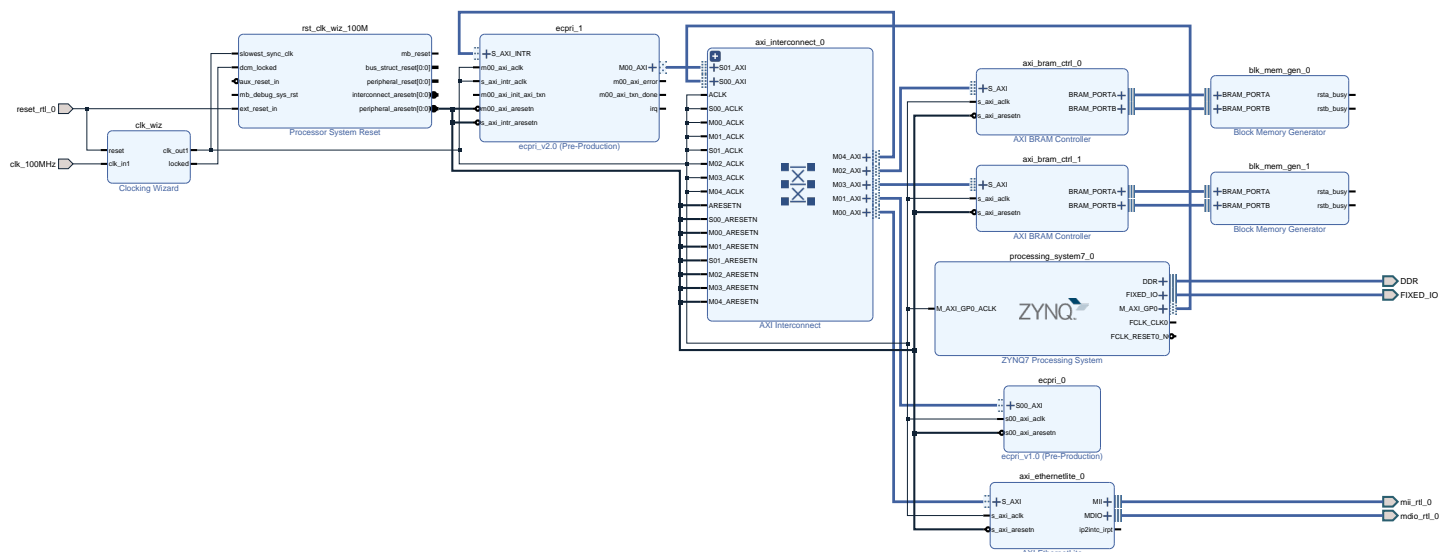 rst_clk_wiz_100M
slowest_sync_clk
dcm_locked
aux_reset_in
mb_debug_sys_rst
ext_reset_in
mb_reset
bus_struct_reset[0:0]
peripheral_reset[0:0]
interconnect_aresetn[0:0]
peripheral_aresetn[0:0]
Processor System Reset
reset_rtl_0
clk_100MHz
clk_wiz
reset
clk_in1
clk_out1
locked
Clocking Wizard
ecpri_1
S_AXI_INTR
m00_axi_aclk
s_axi_intr_aclk
m00_axi_init_axi_txn
m00_axi_aresetn
s_axi_intr_aresetn
M00_AXI
m00_axi_error
m00_axi_txn_done
irq
ecpri_v2.0 (Pre-Production)
axi_interconnect_0
S01_AXI
S00_AXI
ACLK
S00_ACLK
M00_ACLK
M01_ACLK
S01_ACLK
M02_ACLK
M03_ACLK
M04_ACLK
ARESETN
S00_ARESETN
M00_ARESETN
M01_ARESETN
S01_ARESETN
M02_ARESETN
M03_ARESETN
M04_ARESETN
M04_AXI
M02_AXI
M03_AXI
M01_AXI
M00_AXI
AXI Interconnect
axi_bram_ctrl_0
S_AXI
s_axi_aclk
s_axi_aresetn
BRAM_PORTA
BRAM_PORTB
AXI BRAM Controller
blk_mem_gen_0
BRAM_PORTA
BRAM_PORTB
rsta_busy
rstb_busy
Block Memory Generator
axi_bram_ctrl_1
S_AXI
s_axi_aclk
s_axi_aresetn
BRAM_PORTA
BRAM_PORTB
AXI BRAM Controller
blk_mem_gen_1
BRAM_PORTA
BRAM_PORTB
rsta_busy
rstb_busy
Block Memory Generator
processing_system7_0
M_AXI_GP0_ACLK
ZYNQ
DDR
FIXED_IO
M_AXI_GP0
FCLK_CLK0
FCLK_RESET0_N
ZYNQ7 Processing System
DDR
FIXED_IO
ecpri_0
S00_AXI
s00_axi_aclk
s00_axi_aresetn
ecpri_v1.0 (Pre-Production)
axi_ethernetlite_0
S_AXI
s_axi_aclk
s_axi_aresetn
MII
MDIO
ip2intc_irpt
AXI EthernetLite
mii_rtl_0
mdio_rtl_0